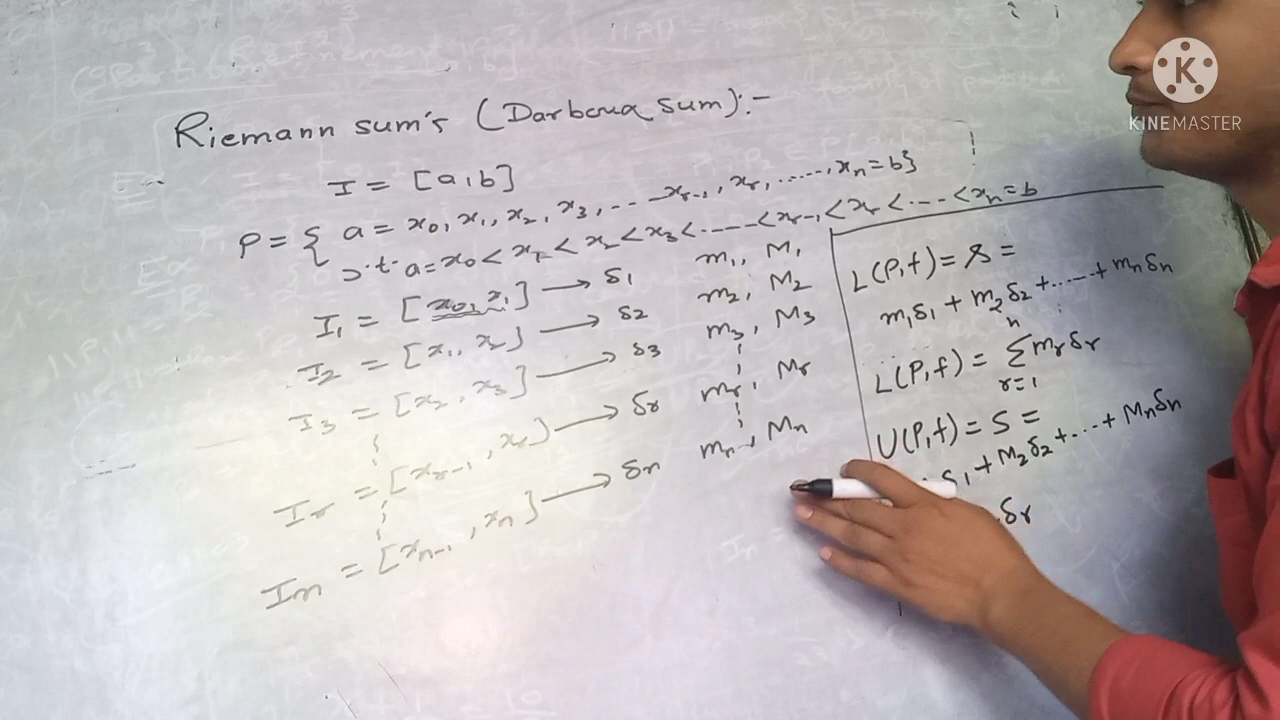 Riemann sum's (Darboux sum):-
I = [a,b]
P = { a = x₀, x₁, x₂, x₃, ... xᵣ₋₁, xᵣ, ....., xₙ = b}
s.t. a = x₀ < x₁ < x₂ < x₃ < ..... < xᵣ₋₁ < xᵣ < .... < xₙ = b
I₁ = [x₀, x₁] → δ₁ m₁, M₁
I₂ = [x₁, x₂] → δ₂ m₂, M₂
I₃ = [x₂, x₃] → δ₃ m₃, M₃
Iᵣ = [xᵣ₋₁, xᵣ] → δᵣ mᵣ, Mᵣ
Iₙ = [xₙ₋₁, xₙ] → δₙ mₙ, Mₙ
L(P,f) = s =
m₁δ₁ + m₂δ₂ + ..... + mₙδₙ
L(P,f) = ∑ⁿᵣ₌₁ mᵣδᵣ
U(P,f) = S =
δ₁ + M₂δ₂ + ... + Mₙδₙ
δᵣ
KINEMASTER